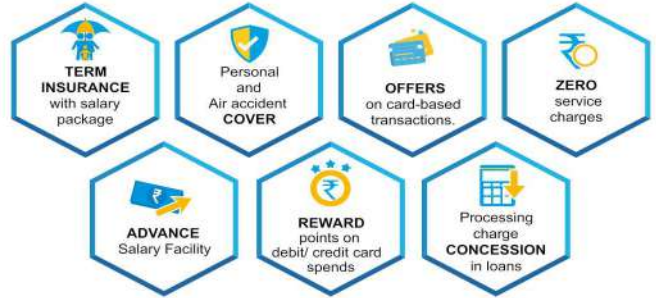 TERM
INSURANCE
with salary
package
Personal
and
Air accident
COVER
OFFERS
on card-based
transactions.
ZERO
service
charges
ADVANCE
Salary Facility
REWARD
points on
debit/ credit card
spends
Processing
charge
CONCESSION
in loans